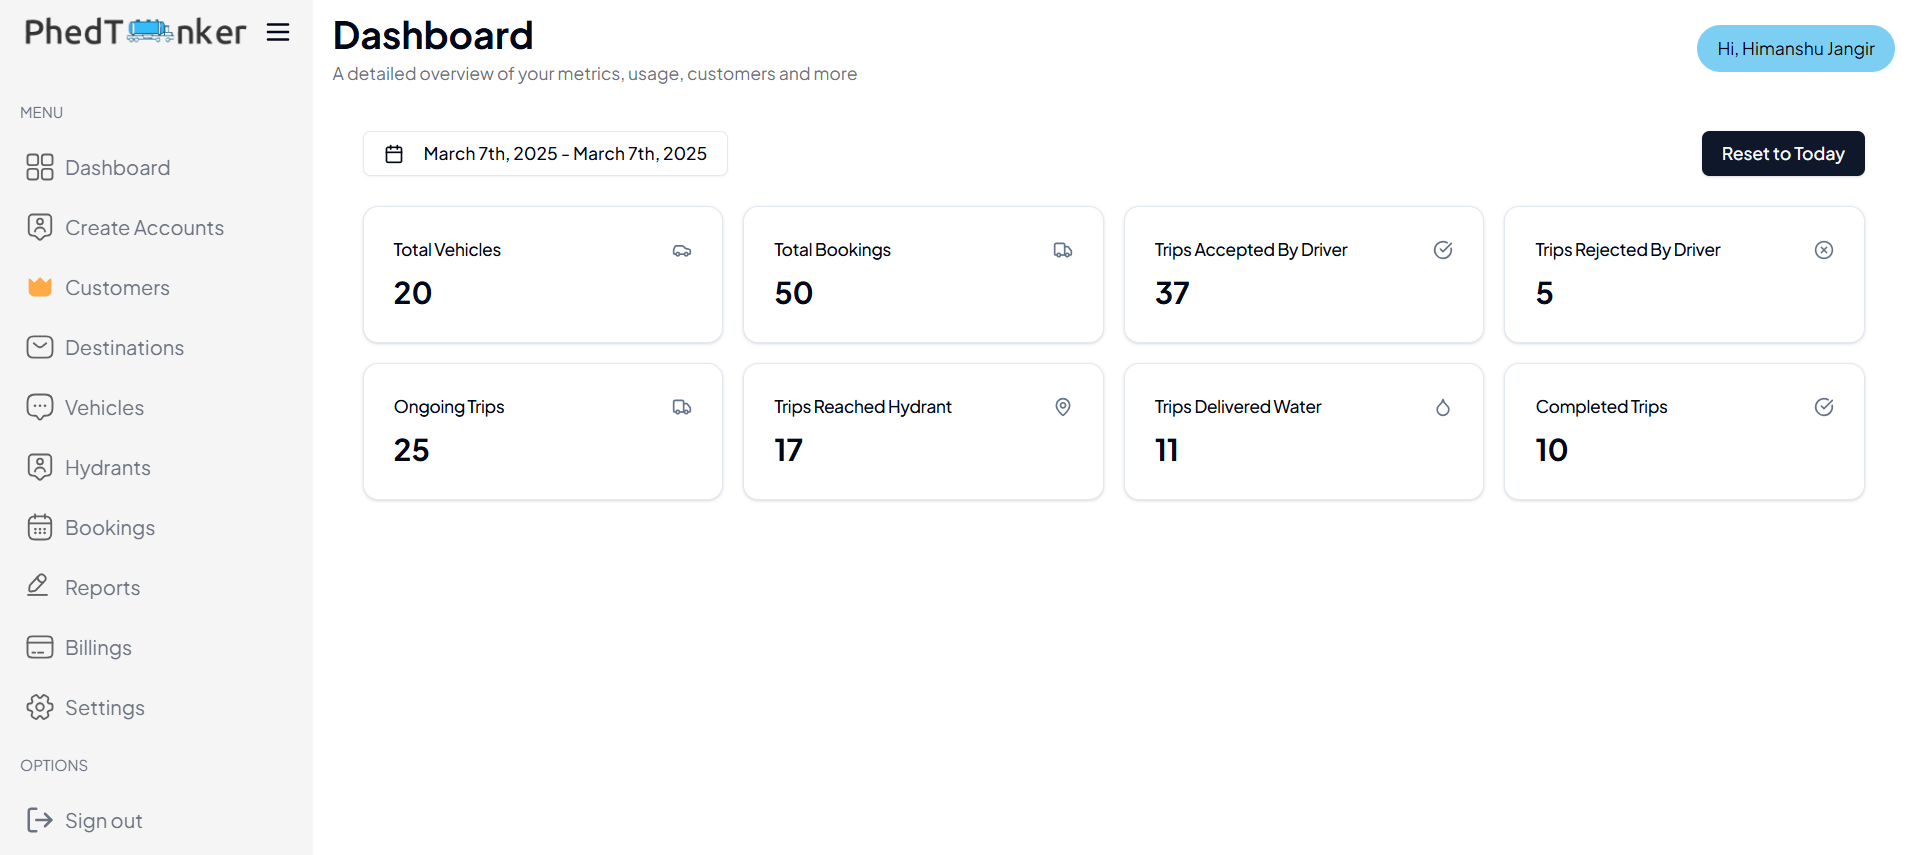 PhedTanker
MENU
Dashboard
Create Accounts
Customers
Destinations
Vehicles
Hydrants
Bookings
Reports
Billings
Settings
OPTIONS
Sign out
Dashboard
A detailed overview of your metrics, usage, customers and more
Hi, Himanshu Jangir
March 7th, 2025 - March 7th, 2025
Reset to Today
Total Vehicles
20
Total Bookings
50
Trips Accepted By Driver
37
Trips Rejected By Driver
5
Ongoing Trips
25
Trips Reached Hydrant
17
Trips Delivered Water
11
Completed Trips
10